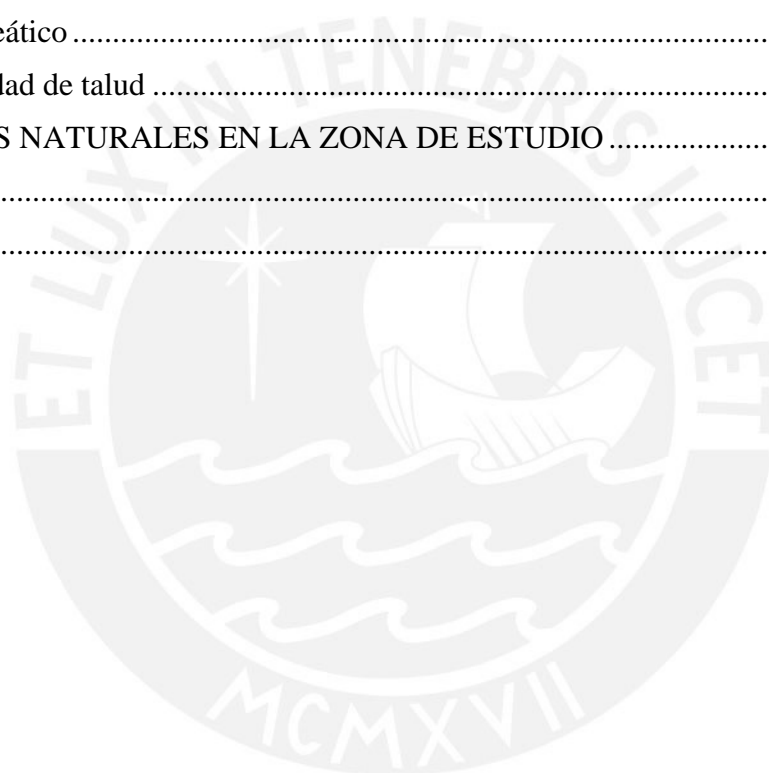 eático ....................................................................................
dad de talud ..........................................................................
S NATURALES EN LA ZONA DE ESTUDIO ...................
...............................................................................................
...............................................................................................
ET LUX IN TENEBRIS LUCET
MCMXVII